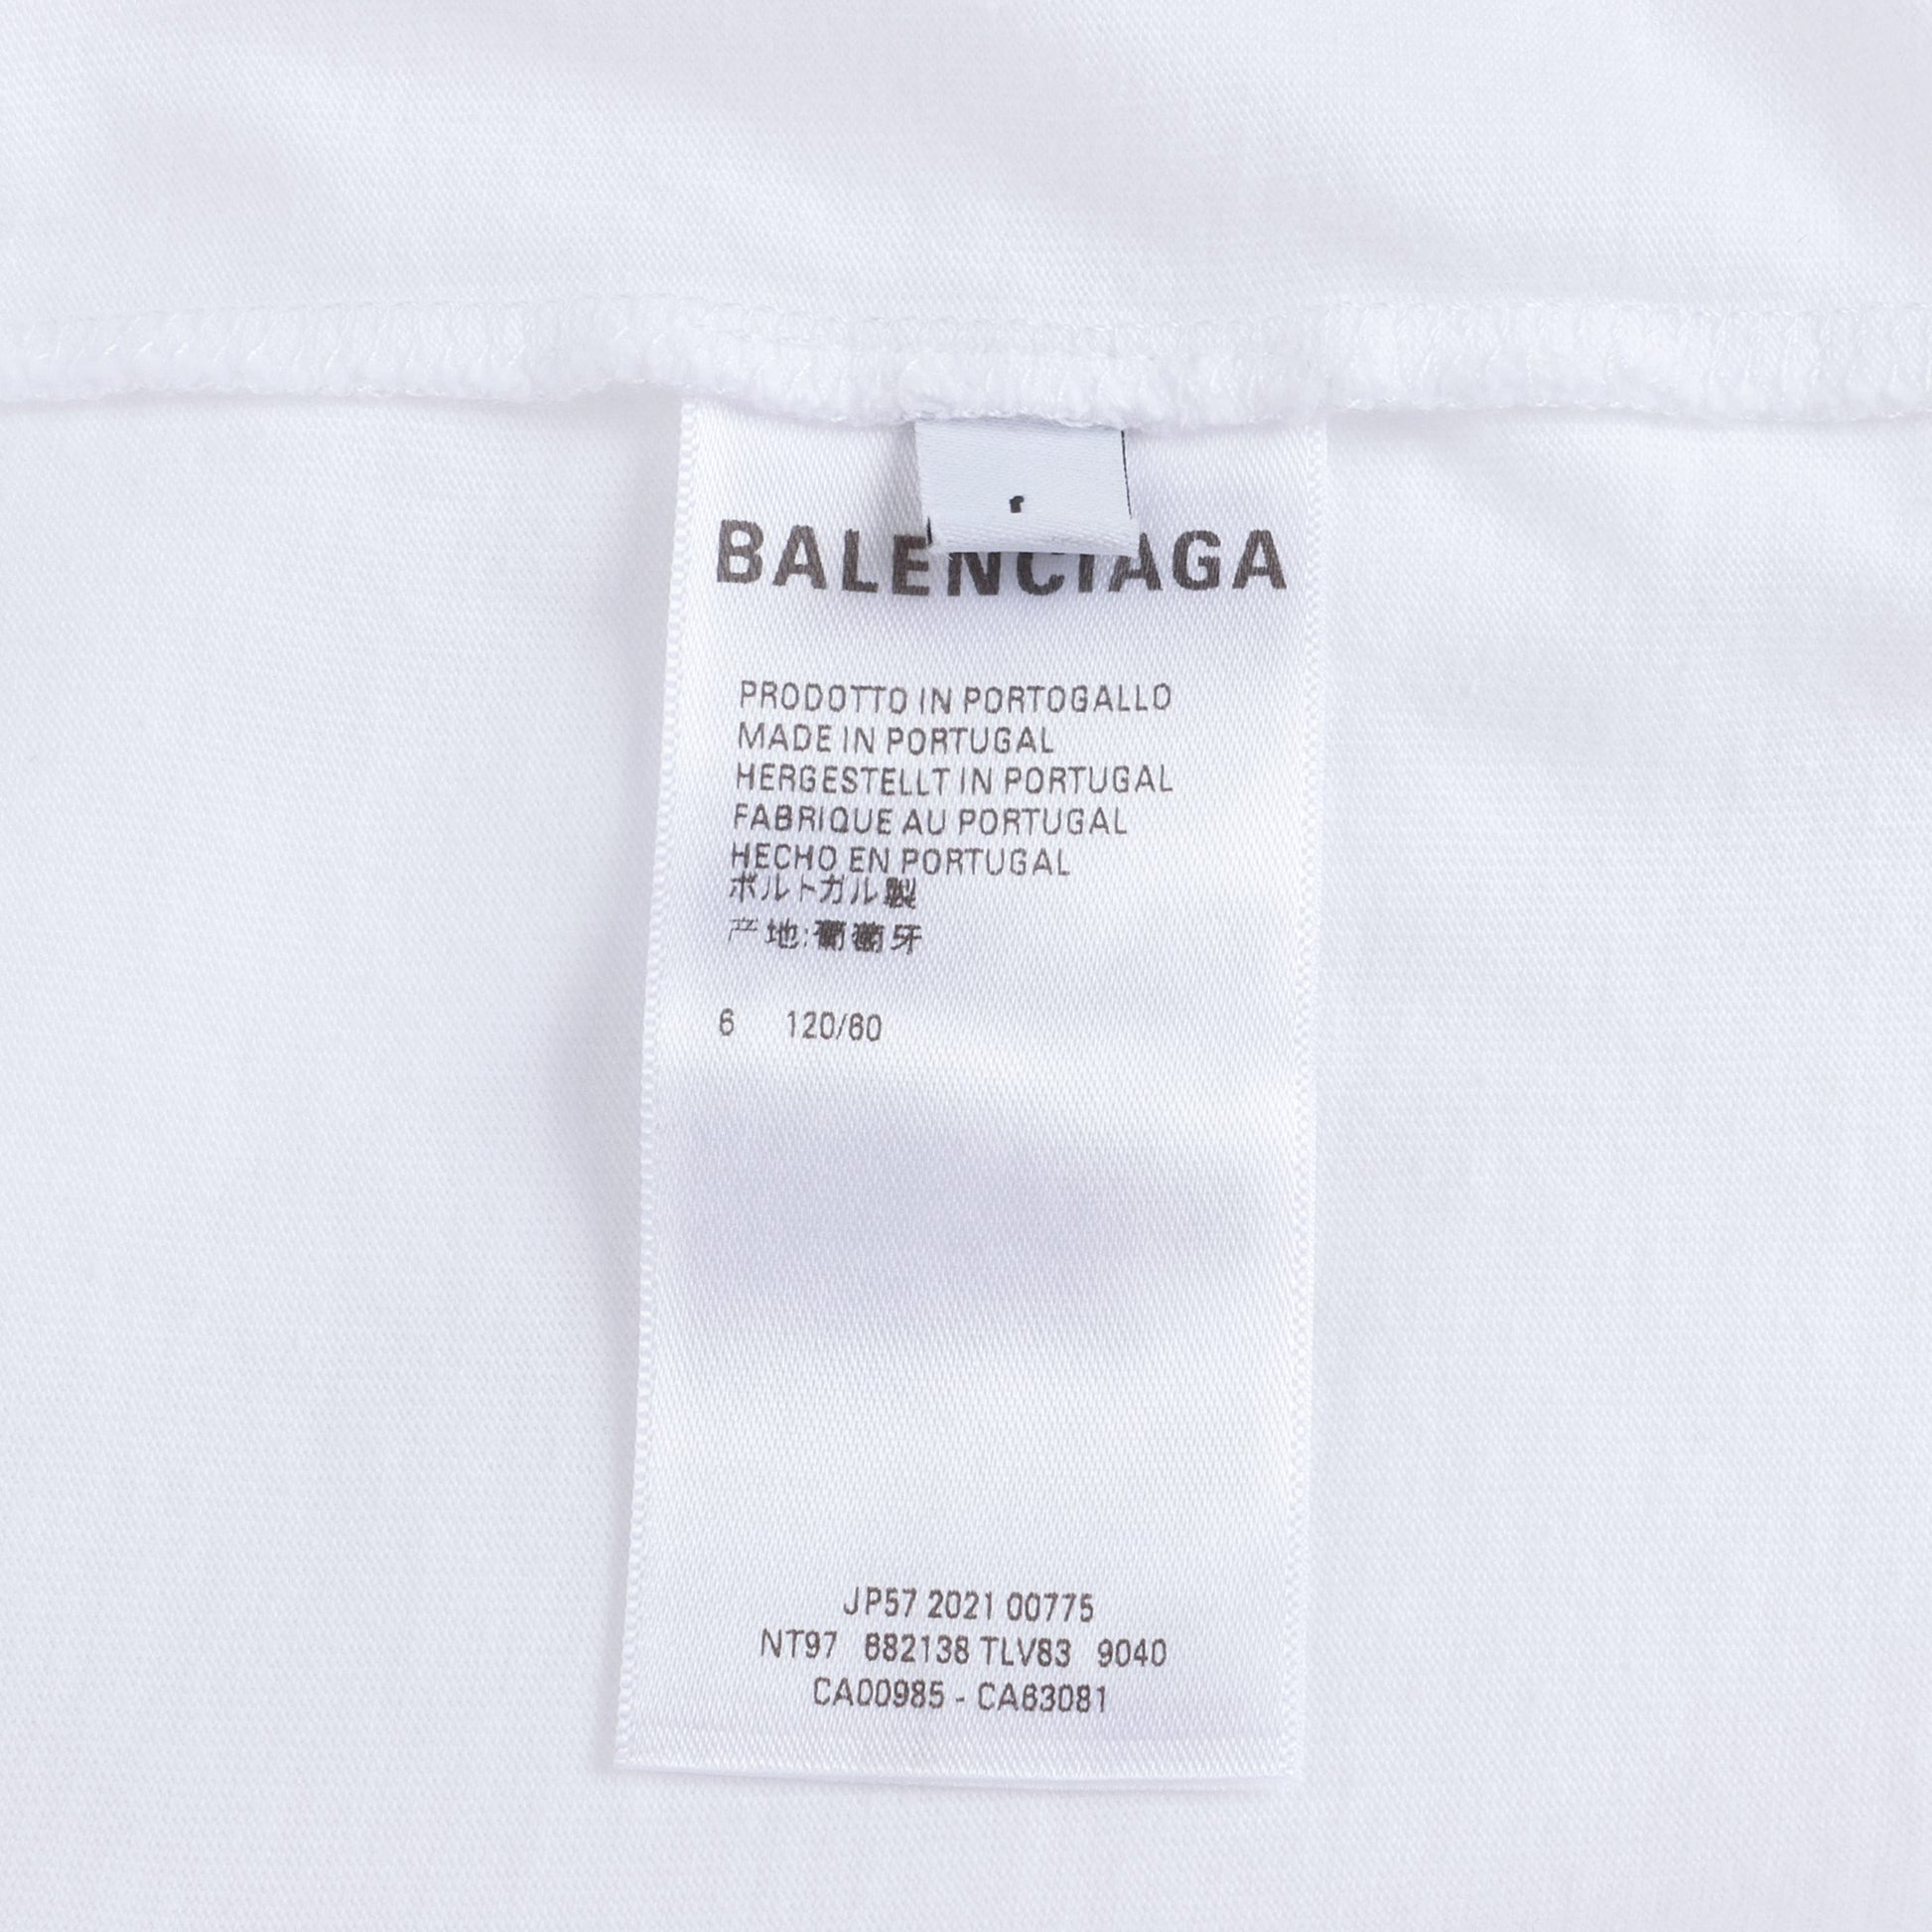 BALENCIAGA
PRODOTTO IN PORTOGALLO
MADE IN PORTUGAL
HERGESTELLT IN PORTUGAL
FABRIQUE AU PORTUGAL
HECHO EN PORTUGAL
ポルトガル製
产地:葡萄牙
6 120/60
JP57 2021 00775
NT97 682138 TLV83 9040
CA00985 - CA63081